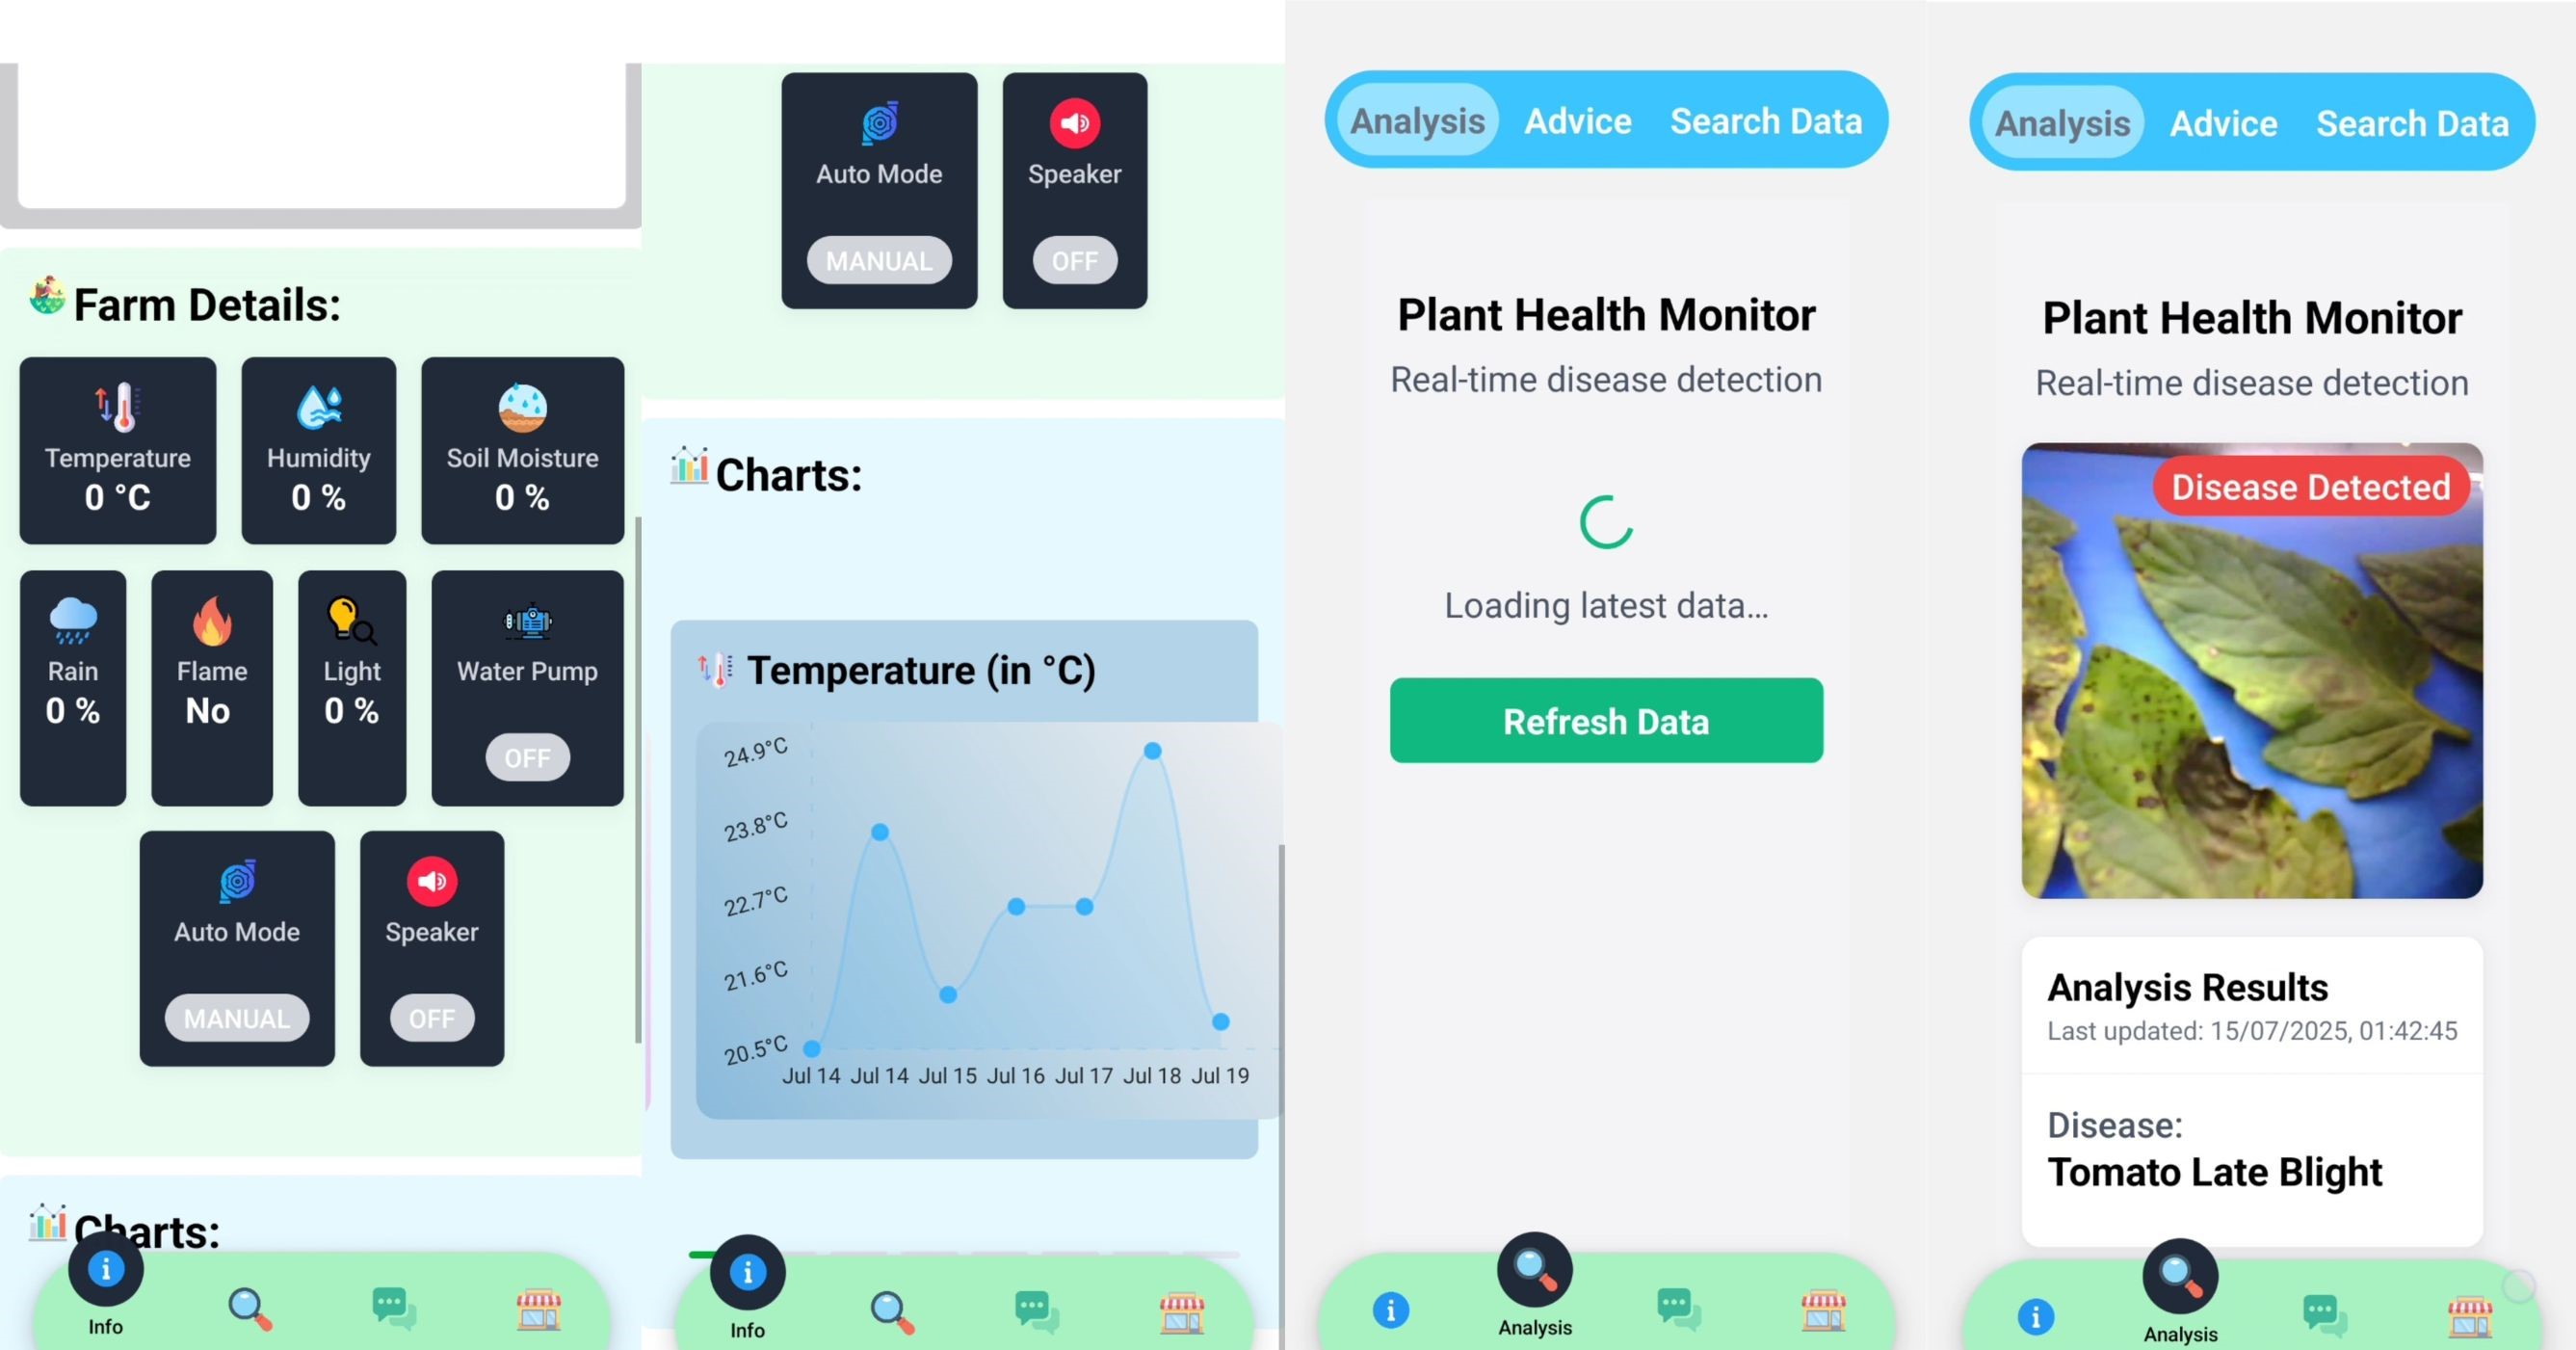 Farm Details:
Temperature
0 °C
Humidity
0 %
Soil Moisture
0 %
Rain
0 %
Flame
No
Light
0 %
Water Pump
OFF
Auto Mode
MANUAL
Speaker
OFF
Charts:
Info
Auto Mode
MANUAL
Speaker
OFF
Charts:
Temperature (in °C)
24.9°C
23.8°C
22.7°C
21.6°C
20.5°C
Jul 14 Jul 14 Jul 15 Jul 16 Jul 17 Jul 18 Jul 19
Info
Analysis Advice Search Data
Plant Health Monitor
Real-time disease detection
Loading latest data...
Refresh Data
Analysis
Analysis Advice Search Data
Plant Health Monitor
Real-time disease detection
Disease Detected
Analysis Results
Last updated: 15/07/2025, 01:42:45
Disease:
Tomato Late Blight
Analysis